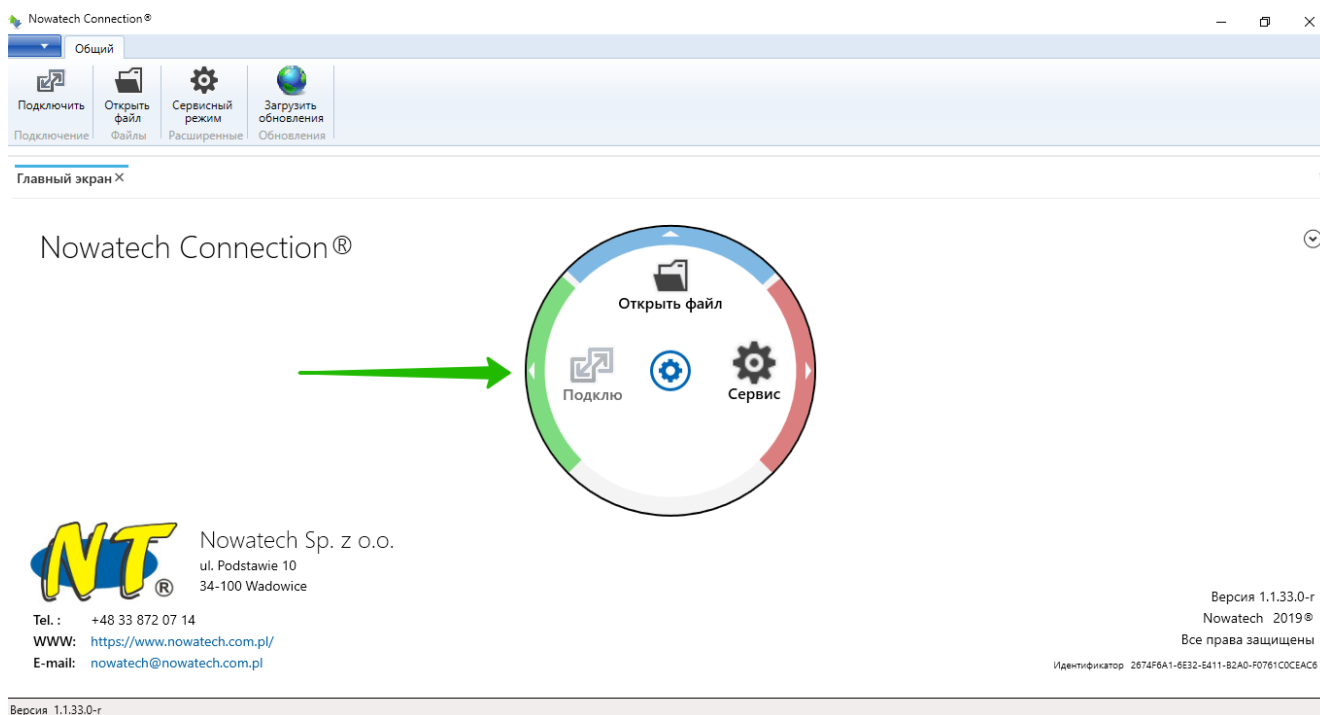 Nowatech Connection®
Общий
Подключить
Открыть файл
Сервисный режим
Загрузить обновления
Подключение
Файлы
Расширенные
Обновления
Главный экран
Nowatech Connection®
Открыть файл
Подклю
Сервис
NT®
Nowatech Sp. z o.o.
ul. Podstawie 10
34-100 Wadowice
Tel. : +48 33 872 07 14
WWW: https://www.nowatech.com.pl/
E-mail: nowatech@nowatech.com.pl
Версия 1.1.33.0-r
Nowatech 2019®
Все права защищены
Идентификатор 2674F6A1-6E32-E411-B2A0-F0761C0CEAC6
Версия 1.1.33.0-r